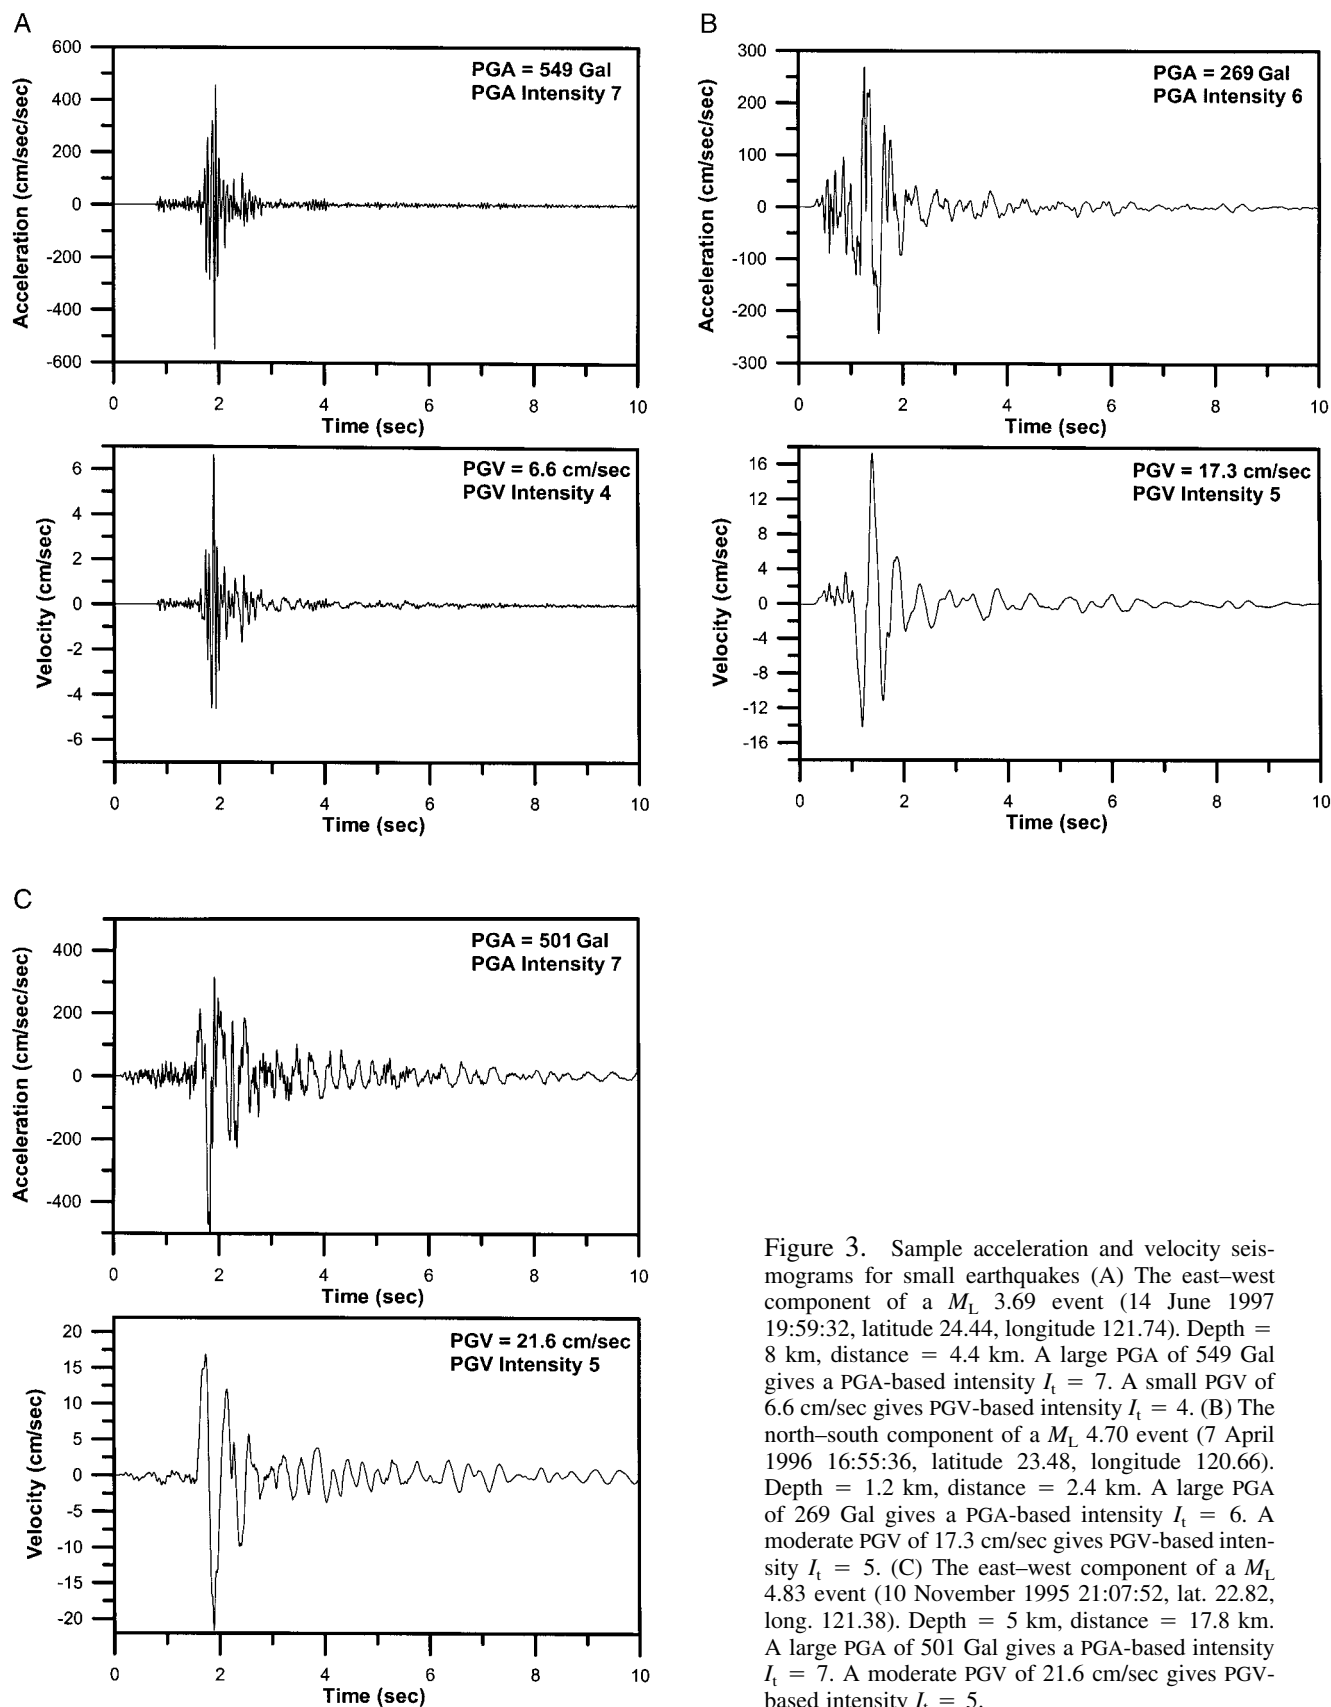 A
600
400
200
0
-200
-400
-600
Acceleration (cm/sec/sec)
PGA = 549 Gal
PGA Intensity 7
0 2 4 6 8 10
Time (sec)
6
4
2
0
-2
-4
-6
Velocity (cm/sec)
PGV = 6.6 cm/sec
PGV Intensity 4
0 2 4 6 8 10
Time (sec)
B
300
200
100
0
-100
-200
-300
Acceleration (cm/sec/sec)
PGA = 269 Gal
PGA Intensity 6
0 2 4 6 8 10
Time (sec)
16
12
8
4
0
-4
-8
-12
-16
Velocity (cm/sec)
PGV = 17.3 cm/sec
PGV Intensity 5
0 2 4 6 8 10
Time (sec)
C
400
200
0
-200
-400
Acceleration (cm/sec/sec)
PGA = 501 Gal
PGA Intensity 7
0 2 4 6 8 10
Time (sec)
20
15
10
5
0
-5
-10
-15
-20
Velocity (cm/sec)
PGV = 21.6 cm/sec
PGV Intensity 5
0 2 4 6 8 10
Time (sec)
Figure 3. Sample acceleration and velocity seis-
mograms for small earthquakes (A) The east–west
component of a M_L 3.69 event (14 June 1997
19:59:32, latitude 24.44, longitude 121.74). Depth =
8 km, distance = 4.4 km. A large PGA of 549 Gal
gives a PGA-based intensity I_t = 7. A small PGV of
6.6 cm/sec gives PGV-based intensity I_t = 4. (B) The
north–south component of a M_L 4.70 event (7 April
1996 16:55:36, latitude 23.48, longitude 120.66).
Depth = 1.2 km, distance = 2.4 km. A large PGA
of 269 Gal gives a PGA-based intensity I_t = 6. A
moderate PGV of 17.3 cm/sec gives PGV-based inten-
sity I_t = 5. (C) The east–west component of a M_L
4.83 event (10 November 1995 21:07:52, lat. 22.82,
long. 121.38). Depth = 5 km, distance = 17.8 km.
A large PGA of 501 Gal gives a PGA-based intensity
I_t = 7. A moderate PGV of 21.6 cm/sec gives PGV-
based intensity I_t = 5.